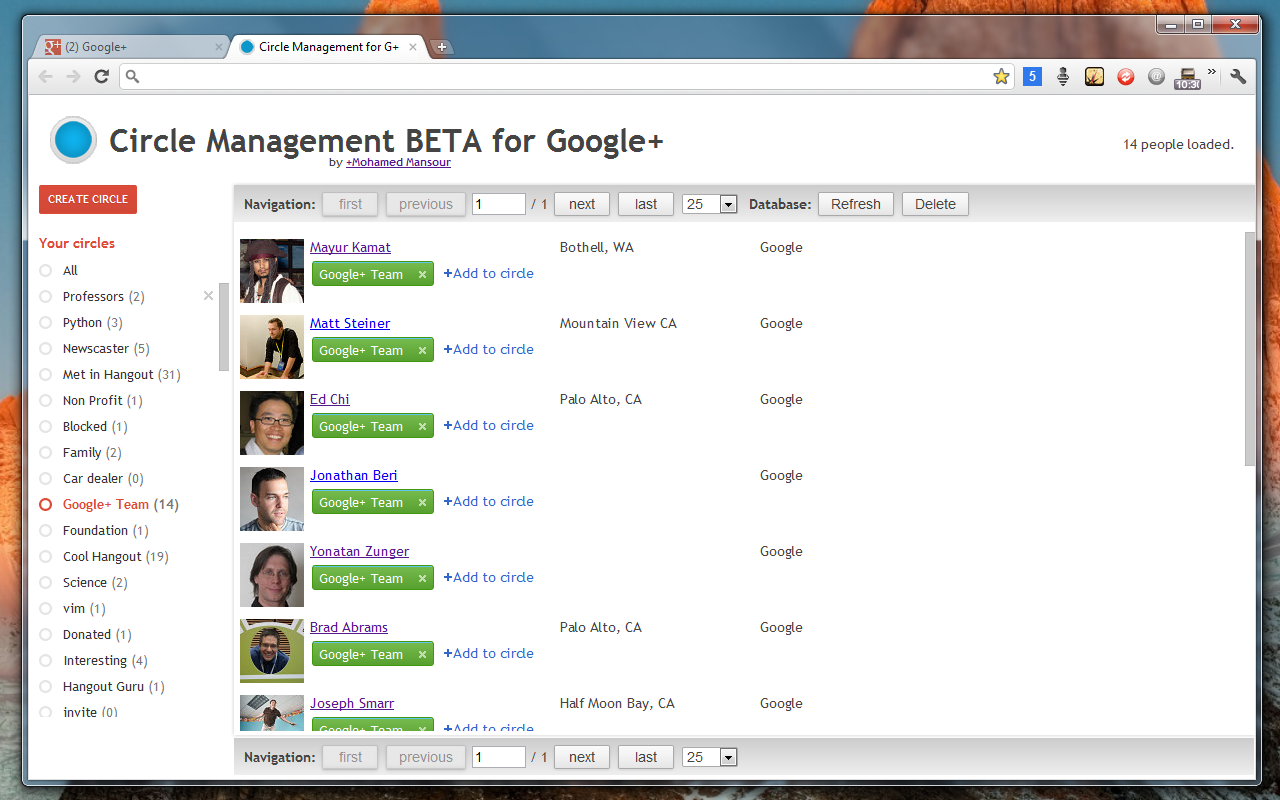 (2) Google+
Circle Management for G+
5
10:30
Circle Management BETA for Google+
by +Mohamed Mansour
14 people loaded.
CREATE CIRCLE
Your circles
All
Professors (2)
Python (3)
Newscaster (5)
Met in Hangout (31)
Non Profit (1)
Blocked (1)
Family (2)
Car dealer (0)
Google+ Team (14)
Foundation (1)
Cool Hangout (19)
Science (2)
vim (1)
Donated (1)
Interesting (4)
Hangout Guru (1)
invite (0)
Navigation: first previous 1 / 1 next last 25 Database: Refresh Delete
Mayur Kamat Bothell, WA Google
Google+ Team × +Add to circle
Matt Steiner Mountain View CA Google
Google+ Team × +Add to circle
Ed Chi Palo Alto, CA Google
Google+ Team × +Add to circle
Jonathan Beri Google
Google+ Team × +Add to circle
Yonatan Zunger Google
Google+ Team × +Add to circle
Brad Abrams Palo Alto, CA Google
Google+ Team × +Add to circle
Joseph Smarr Half Moon Bay, CA Google
Google+ Team × +Add to circle
Navigation: first previous 1 / 1 next last 25